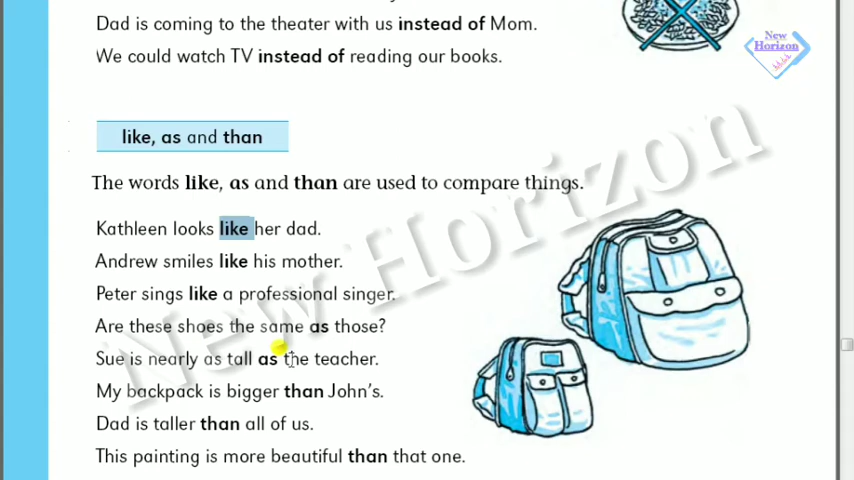 Dad is coming to the theater with us instead of Mom.
We could watch TV instead of reading our books.
New
Horizon
like, as and than
The words like, as and than are used to compare things.
Kathleen looks like her dad.
Andrew smiles like his mother.
Peter sings like a professional singer.
Are these shoes the same as those?
Sue is nearly as tall as the teacher.
My backpack is bigger than John's.
Dad is taller than all of us.
This painting is more beautiful than that one.
New Horizon